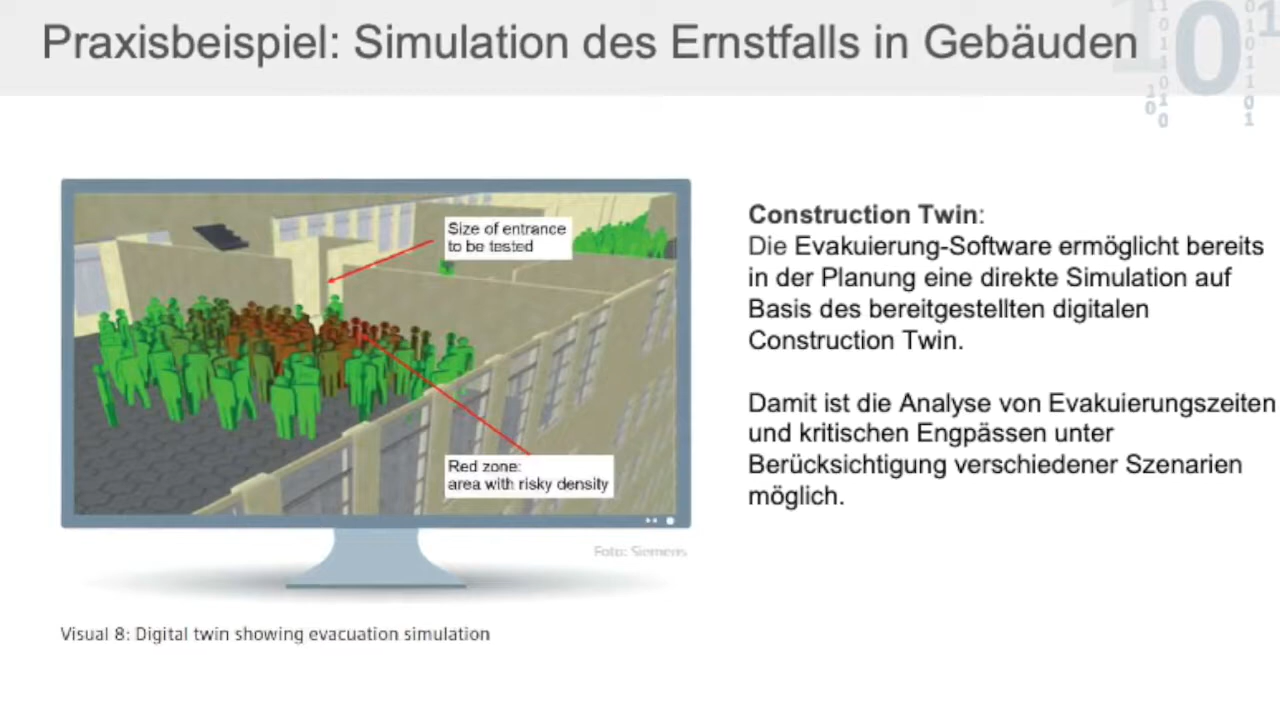 Praxisbeispiel: Simulation des Ernstfalls in Gebäuden
Size of entrance
to be tested
Red zone:
area with risky density
Foto: Siemens
Visual 8: Digital twin showing evacuation simulation
Construction Twin:
Die Evakuierung-Software ermöglicht bereits
in der Planung eine direkte Simulation auf
Basis des bereitgestellten digitalen
Construction Twin.
Damit ist die Analyse von Evakuierungszeiten
und kritischen Engpässen unter
Berücksichtigung verschiedener Szenarien
möglich.